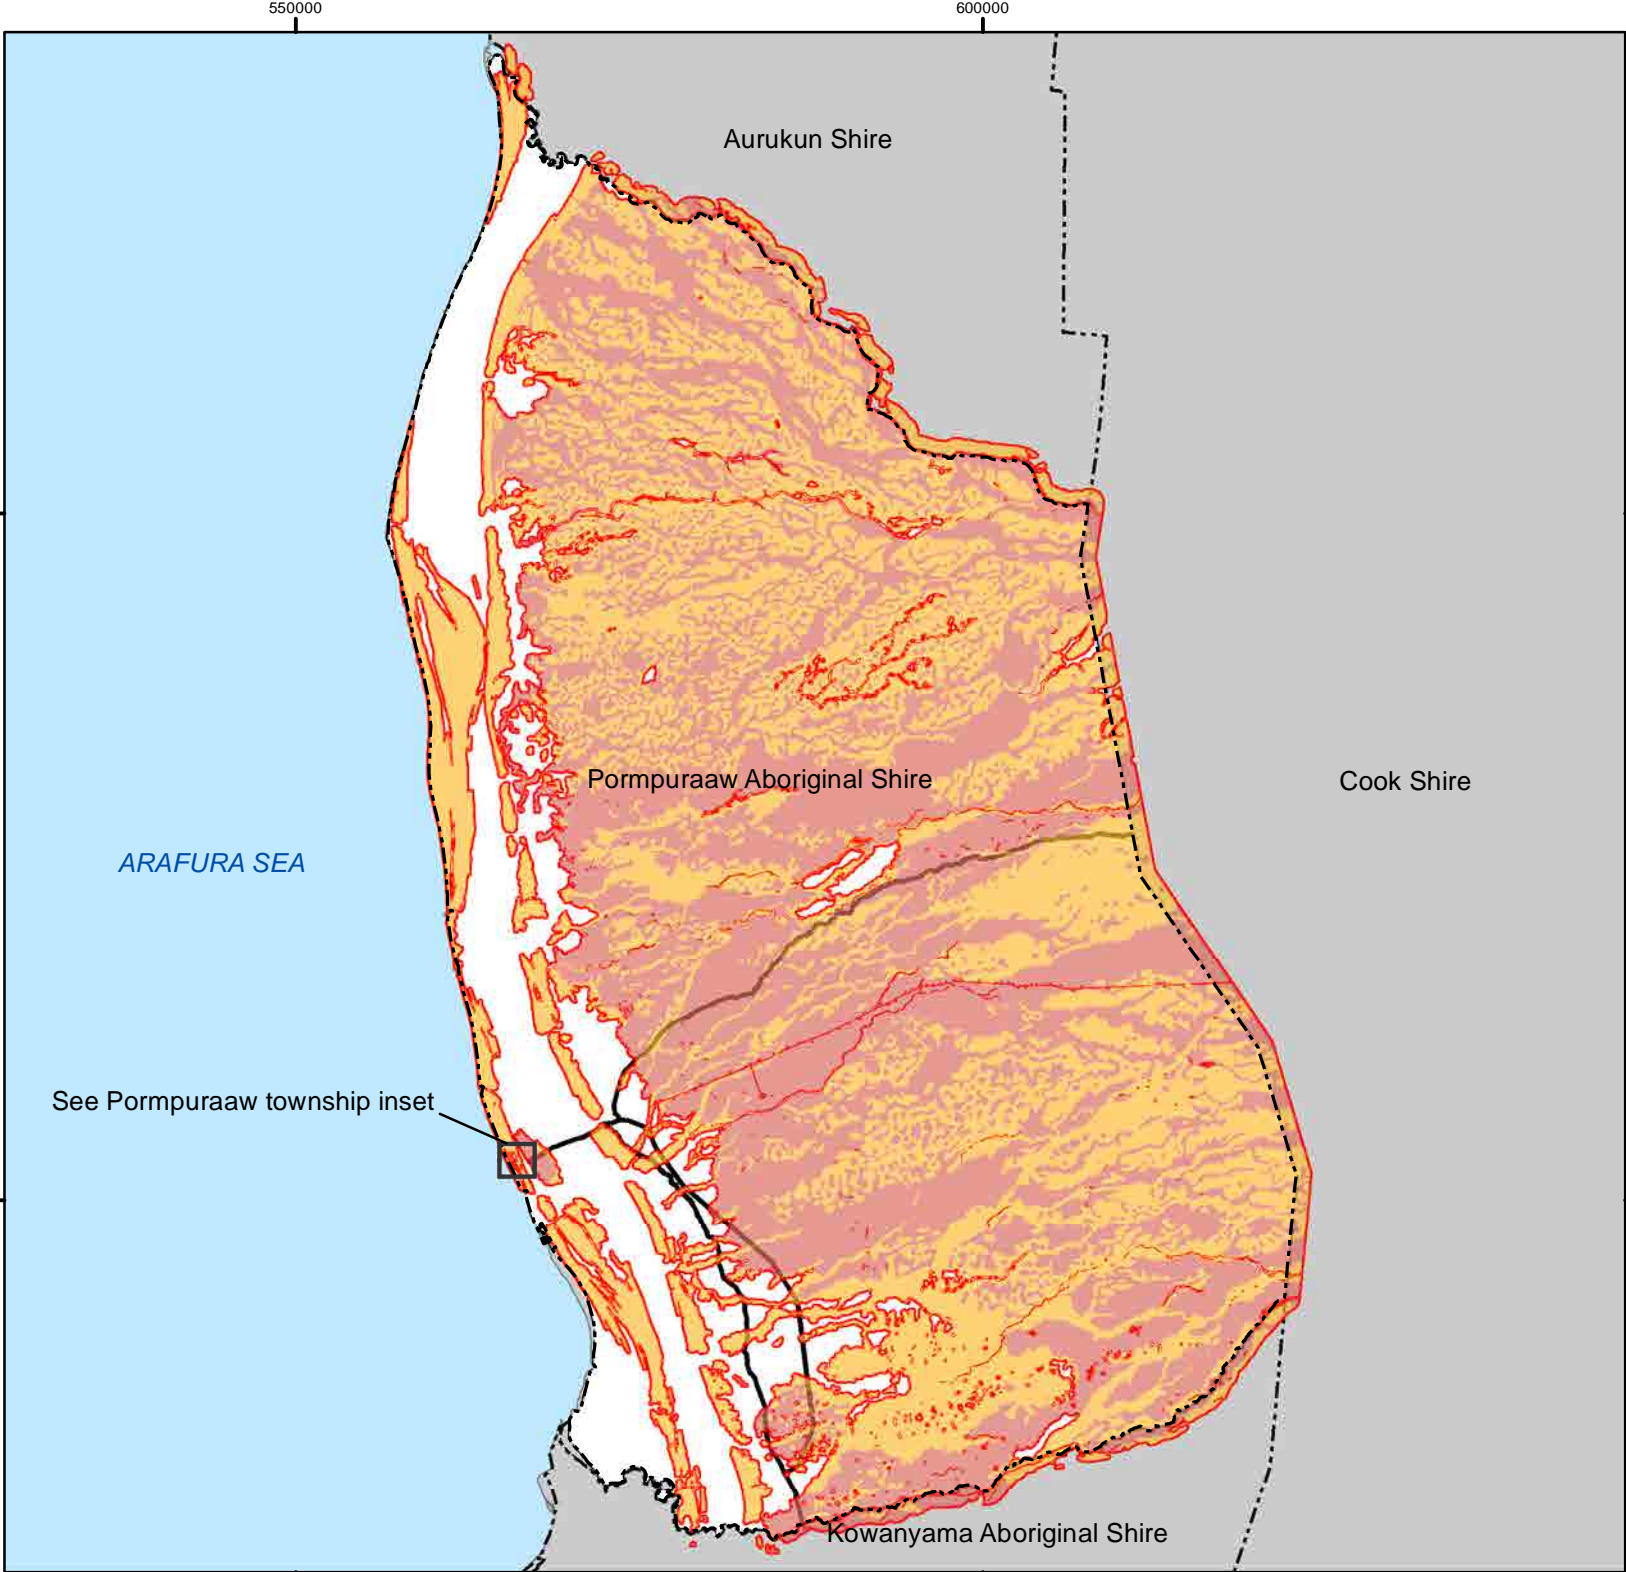 550000
600000
Aurukun Shire
Pormpuraaw Aboriginal Shire
Cook Shire
ARAFURA SEA
See Pormpuraaw township inset
Kowanyama Aboriginal Shire